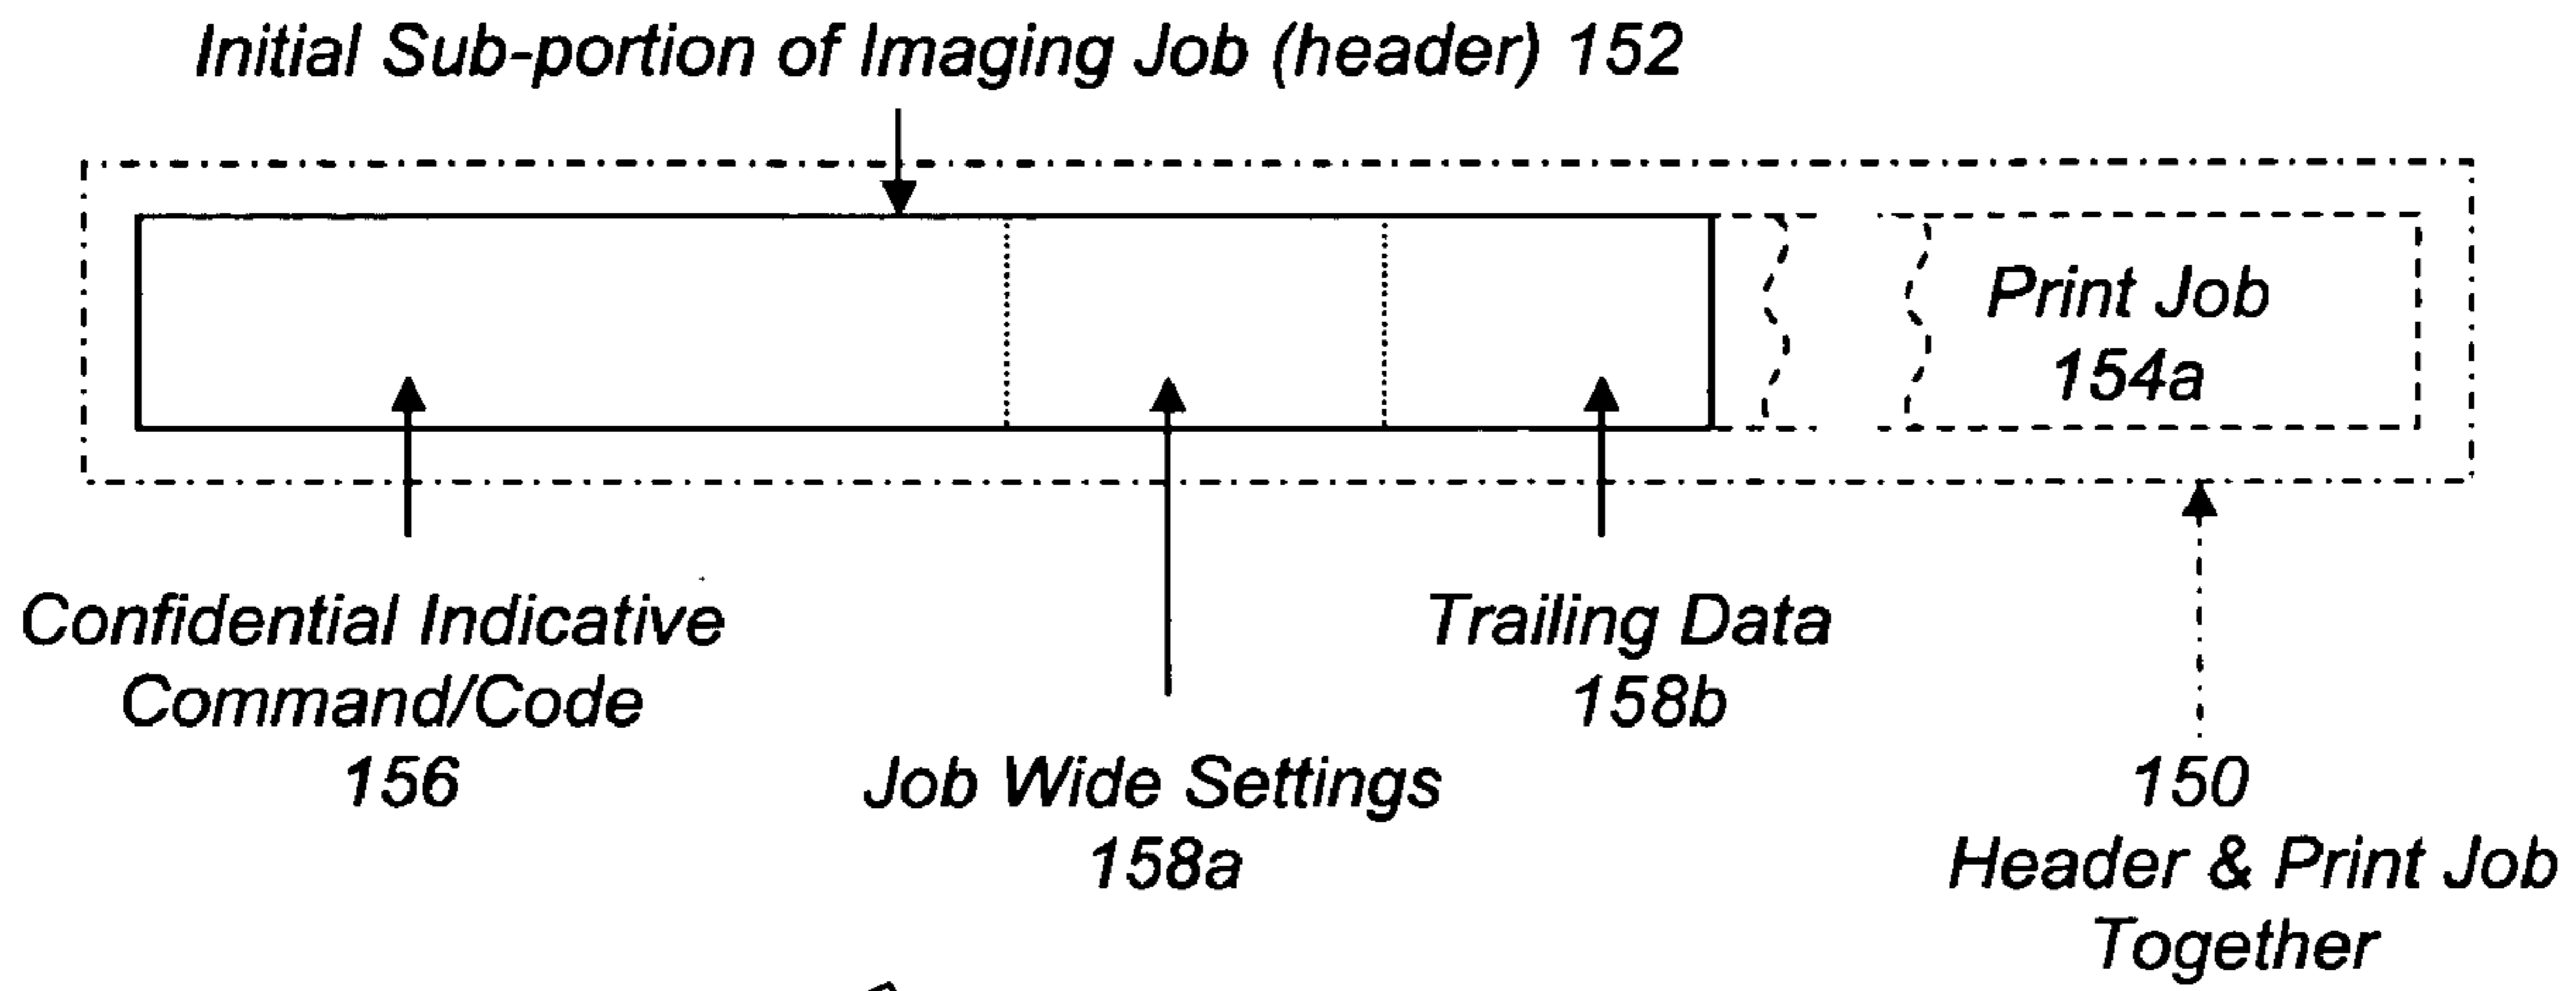 Initial Sub-portion of Imaging Job (header) 152
Print Job
154a
Confidential Indicative
Command/Code
156
Job Wide Settings
158a
Trailing Data
158b
150
Header & Print Job
Together